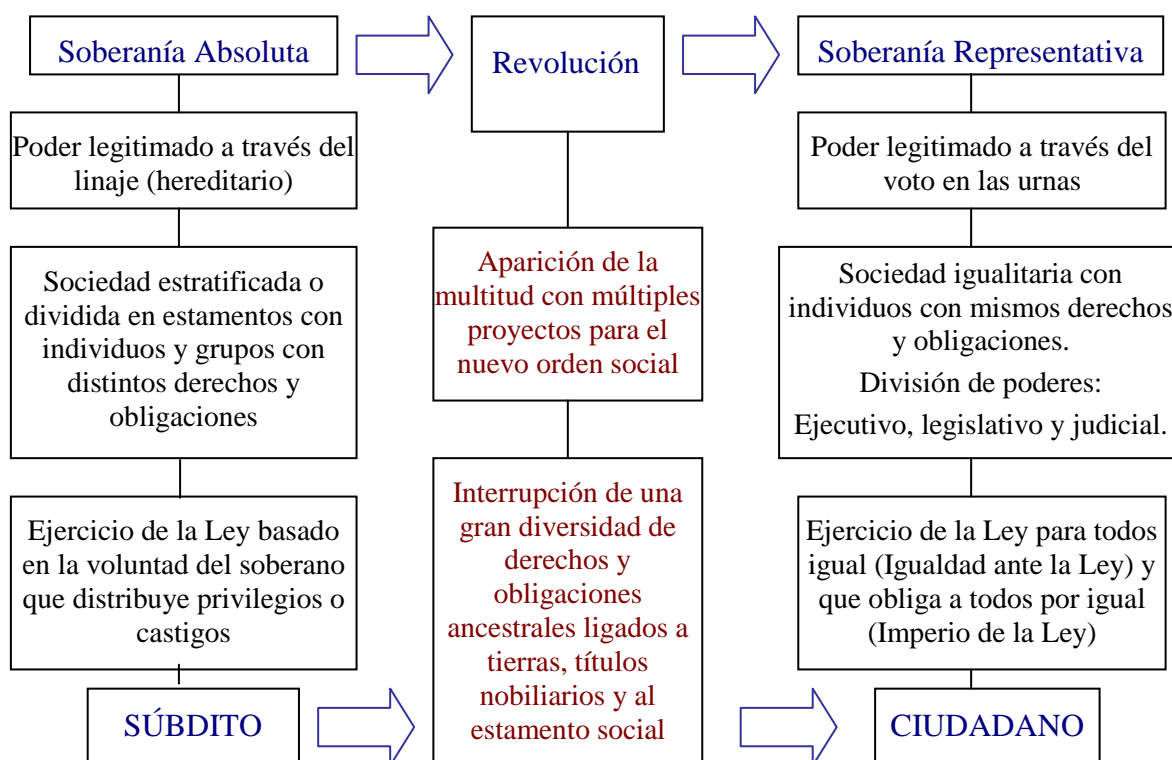 Soberanía Absoluta
Poder legitimado a través del
linaje (hereditario)
Sociedad estratificada o
dividida en estamentos con
individuos y grupos con
distintos derechos y
obligaciones
Ejercicio de la Ley basado
en la voluntad del soberano
que distribuye privilegios o
castigos
SÚBDITO
Revolución
Aparición de la
multitud con múltiples
proyectos para el
nuevo orden social
Interrupción de una
gran diversidad de
derechos y
obligaciones
ancestrales ligados a
tierras, títulos
nobiliarios y al
estamento social
Soberanía Representativa
Poder legitimado a través del
voto en las urnas
Sociedad igualitaria con
individuos con mismos derechos
y obligaciones.
División de poderes:
Ejecutivo, legislativo y judicial.
Ejercicio de la Ley para todos
igual (Igualdad ante la Ley) y
que obliga a todos por igual
(Imperio de la Ley)
CIUDADANO